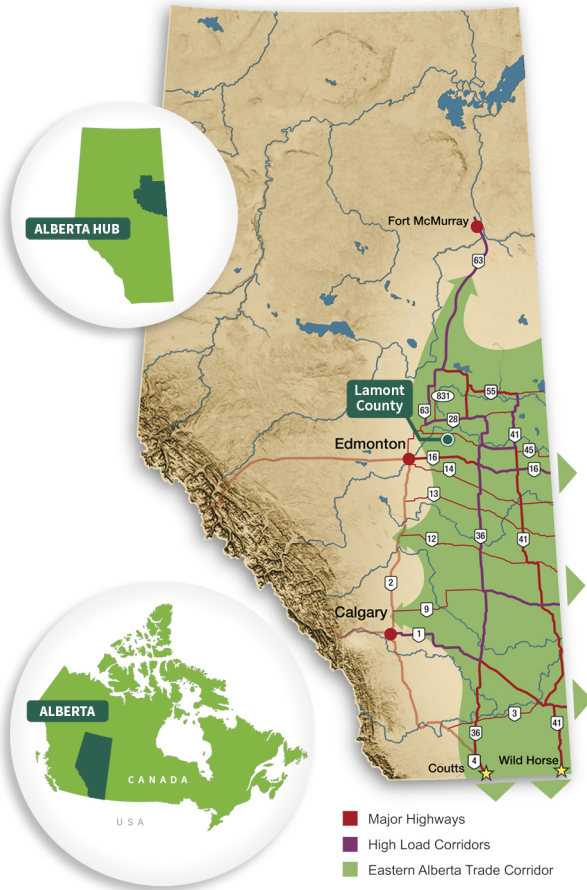 Fort McMurray
63
ALBERTA HUB
Lamont
County
831
55
63
28
41
45
Edmonton
16
16
14
13
12
36
41
2
Calgary
9
1
ALBERTA
3
41
36
4
Coutts
Wild Horse
CANADA
USA
Major Highways
High Load Corridors
Eastern Alberta Trade Corridor